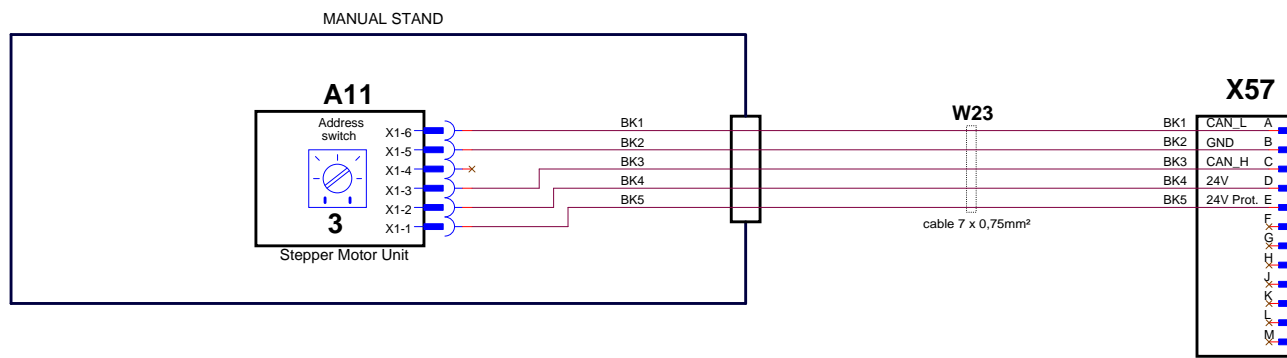 MANUAL STAND
A11
Address
switch
3
X1-6
X1-5
X1-4
X1-3
X1-2
X1-1
Stepper Motor Unit
BK1
BK2
BK3
BK4
BK5
W23
cable 7 x 0,75mm²
X57
BK1 CAN_L A
BK2 GND B
BK3 CAN_H C
BK4 24V D
BK5 24V Prot. E
F
G
H
J
K
L
M